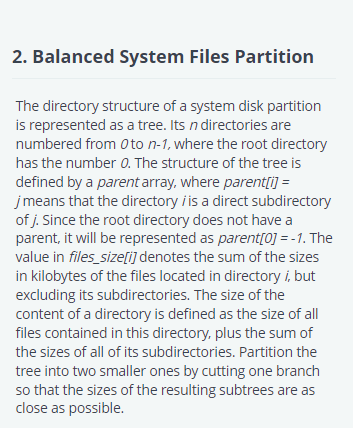 2. Balanced System Files Partition
The directory structure of a system disk partition
is represented as a tree. Its n directories are
numbered from 0 to n-1, where the root directory
has the number 0. The structure of the tree is
defined by a parent array, where parent[i] =
j means that the directory i is a direct subdirectory
of j. Since the root directory does not have a
parent, it will be represented as parent[0] = -1. The
value in files_size[i] denotes the sum of the sizes
in kilobytes of the files located in directory i, but
excluding its subdirectories. The size of the
content of a directory is defined as the size of all
files contained in this directory, plus the sum of
the sizes of all of its subdirectories. Partition the
tree into two smaller ones by cutting one branch
so that the sizes of the resulting subtrees are as
close as possible.